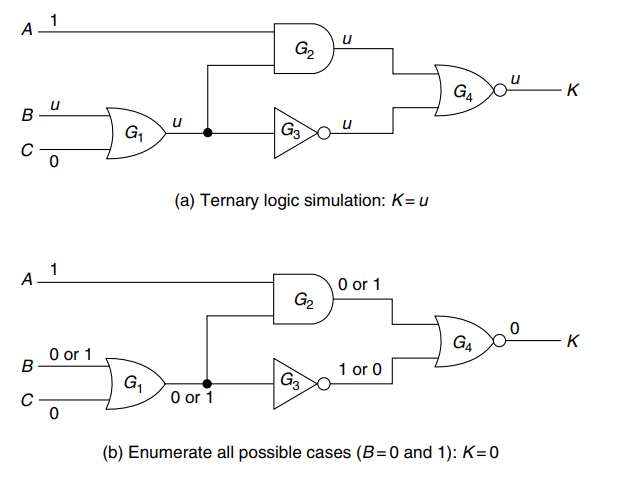 A 1
G2 u
G4 u K
B u
G1 u
G3 u
C 0
(a) Ternary logic simulation: K=u
A 1
G2 0 or 1
G4 0 K
B 0 or 1
G1 0 or 1
G3 1 or 0
C 0
(b) Enumerate all possible cases (B=0 and 1): K=0